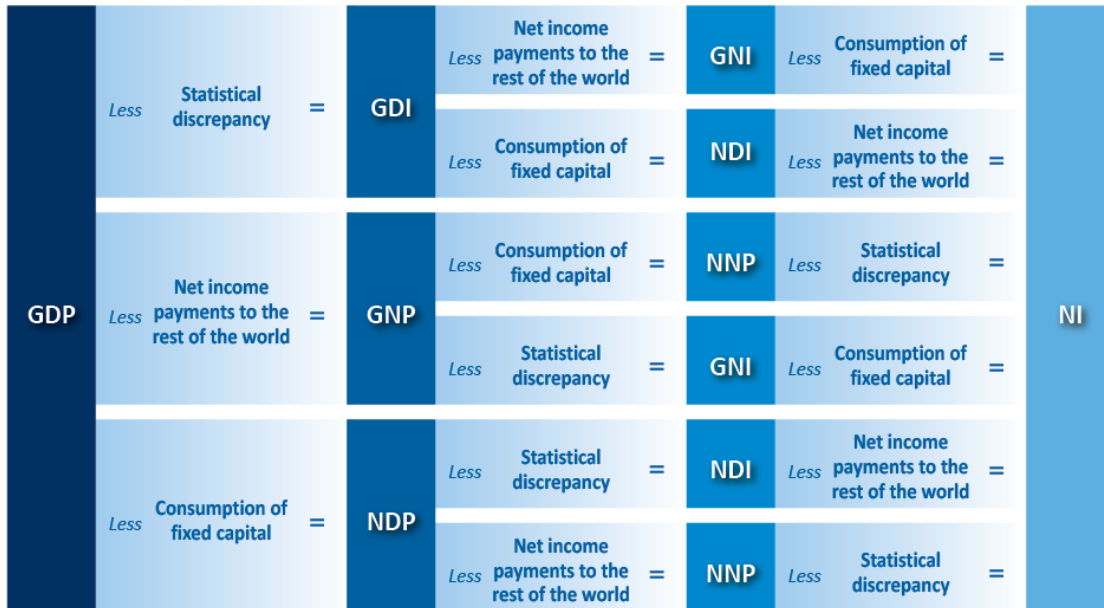 GDP
Less
Statistical
discrepancy
=
GDI
Less
Net income
payments to the
rest of the world
=
GNI
Less
Consumption of
fixed capital
=
Less
Consumption of
fixed capital
=
NDI
Less
Net income
payments to the
rest of the world
=
Less
Net income
payments to the
rest of the world
=
GNP
Less
Consumption of
fixed capital
=
NNP
Less
Statistical
discrepancy
=
Less
Statistical
discrepancy
=
GNI
Less
Consumption of
fixed capital
=
Less
Consumption of
fixed capital
=
NDP
Less
Statistical
discrepancy
=
NDI
Less
Net income
payments to the
rest of the world
=
Less
Net income
payments to the
rest of the world
=
NNP
Less
Statistical
discrepancy
=
NI